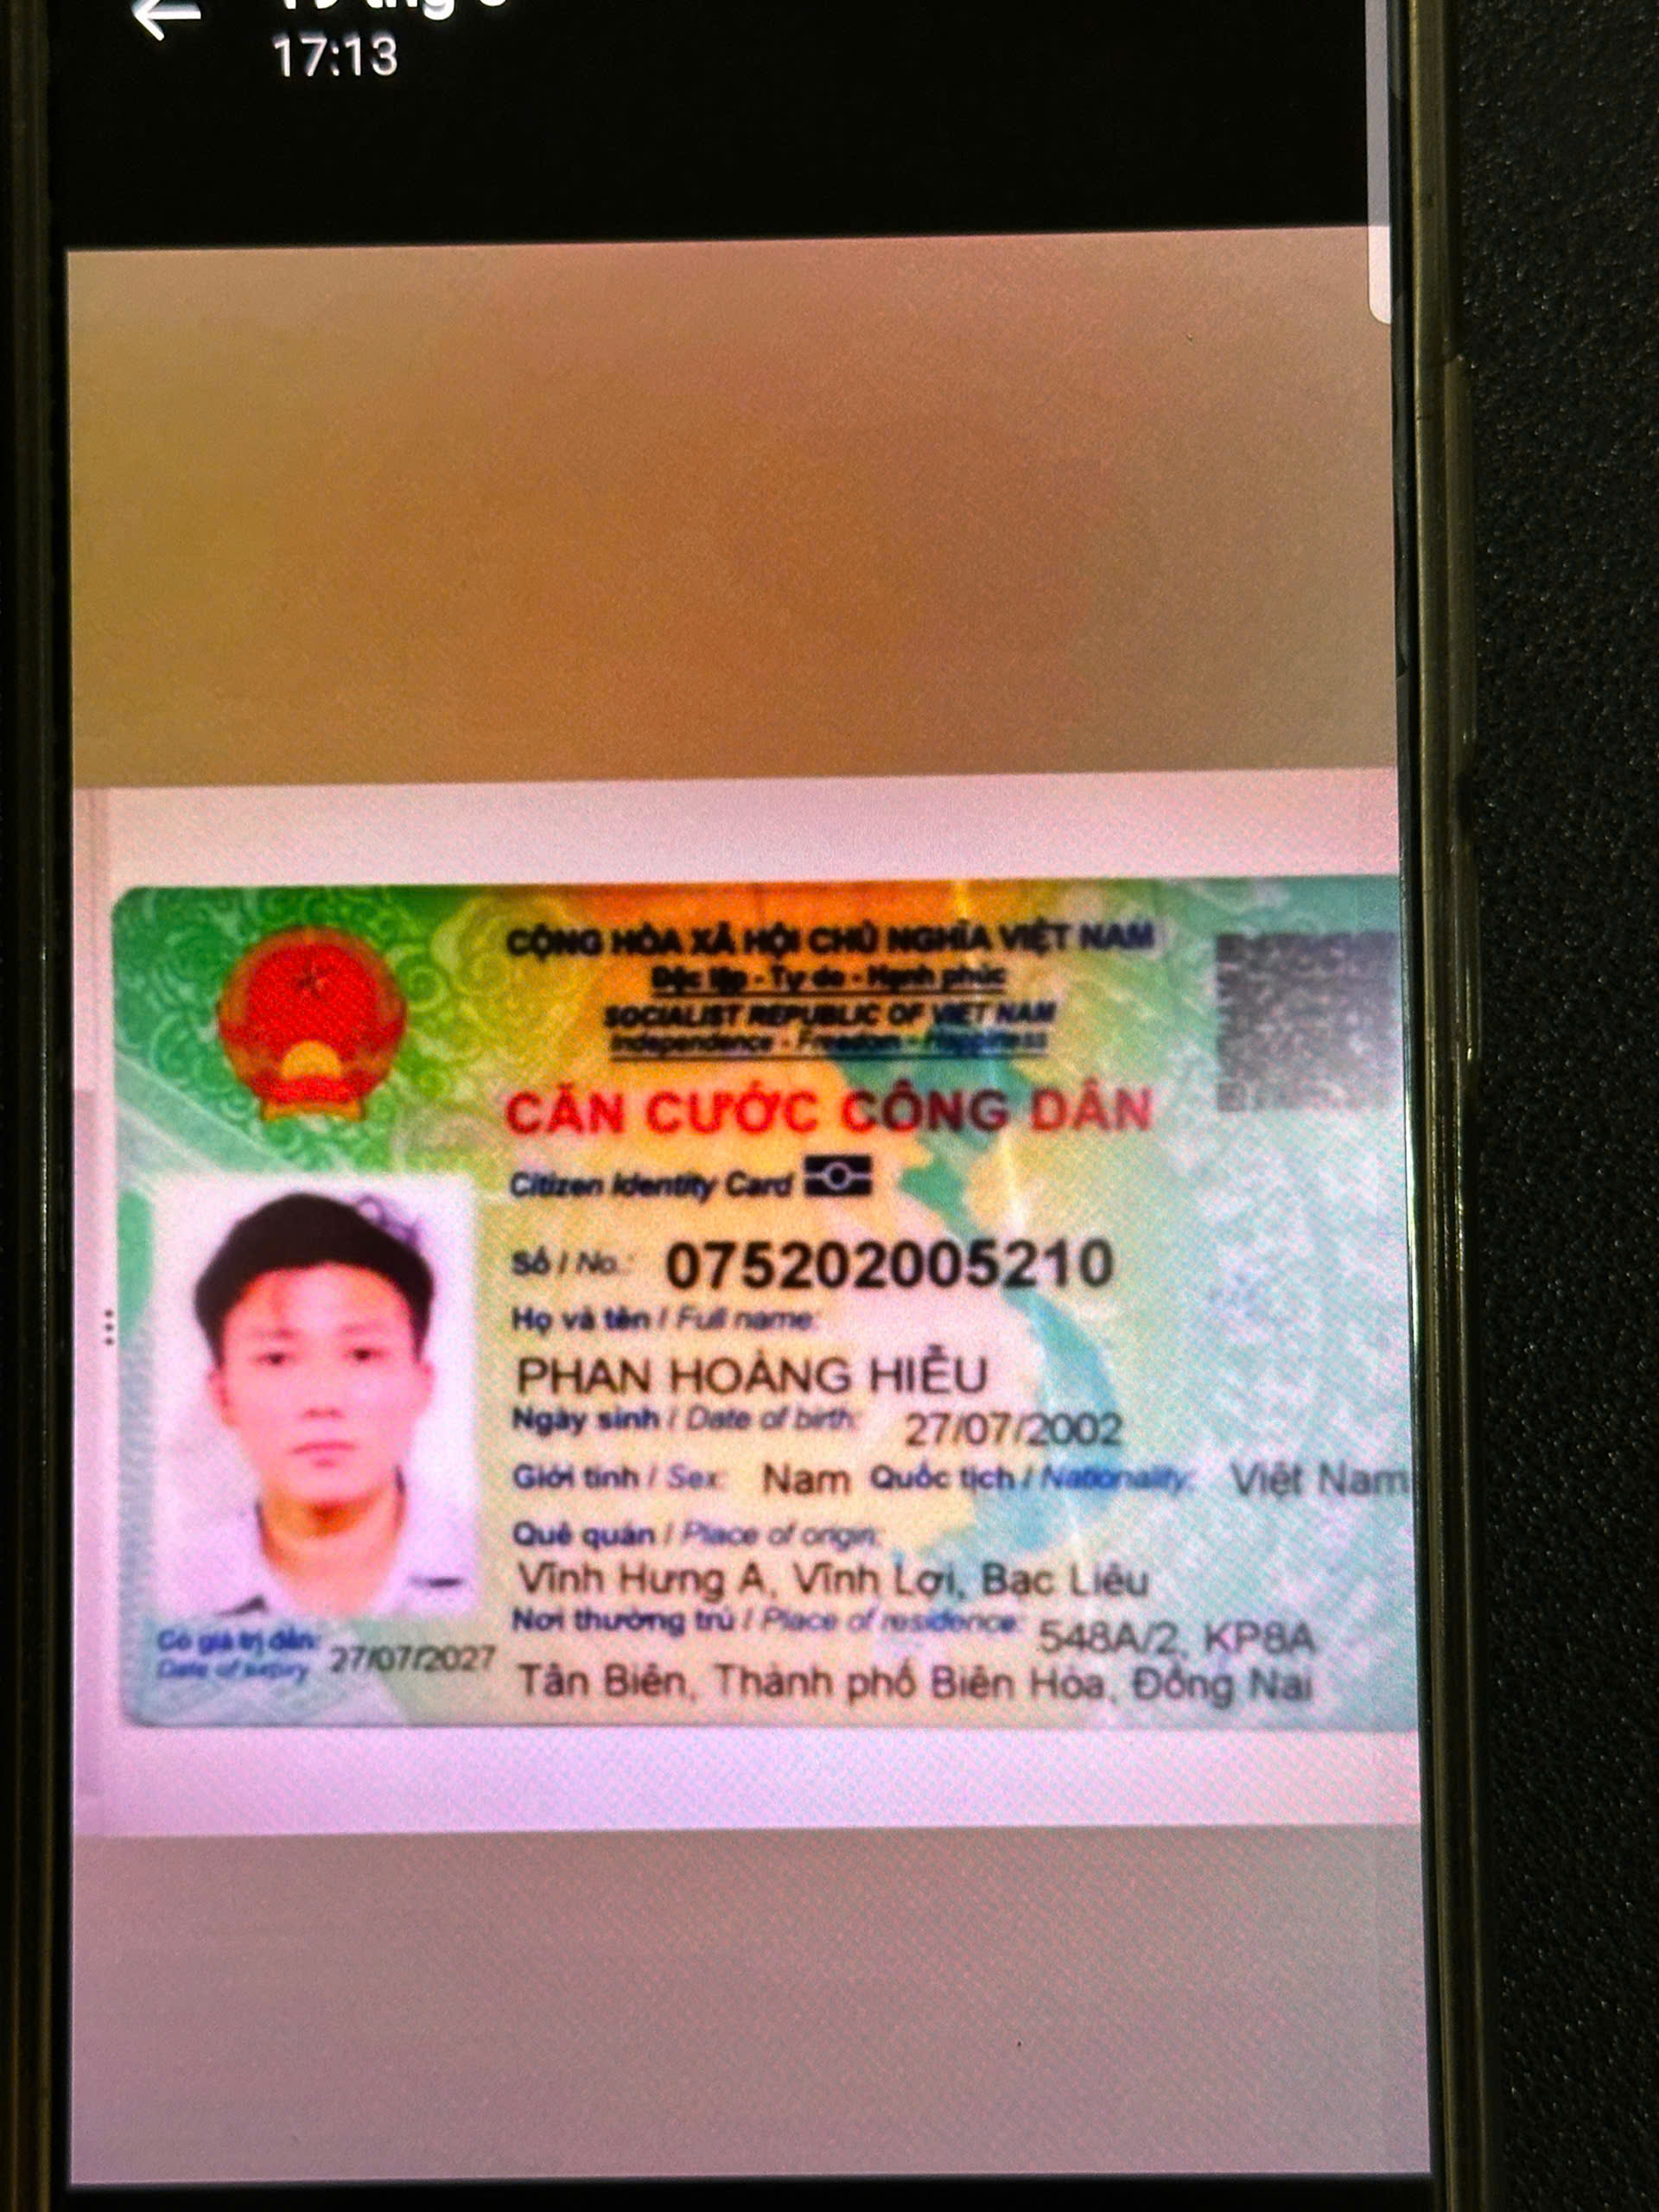 17:13
CỘNG HÒA XÃ HỘI CHỦ NGHĨA VIỆT NAM
Độc lập - Tự do - Hạnh phúc
SOCIALIST REPUBLIC OF VIET NAM
Independence - Freedom - Happiness
CĂN CƯỚC CÔNG DÂN
Citizen Identity Card
Số / No.: 075202005210
Họ và tên / Full name:
PHAN HOÀNG HIẾU
Ngày sinh / Date of birth: 27/07/2002
Giới tính / Sex: Nam Quốc tịch / Nationality: Việt Nam
Quê quán / Place of origin:
Vĩnh Hưng A, Vĩnh Lợi, Bạc Liêu
Nơi thường trú / Place of residence: 548A/2, KP8A
Tân Biên, Thành phố Biên Hòa, Đồng Nai
Có giá trị đến: 27/07/2027
Date of expiry